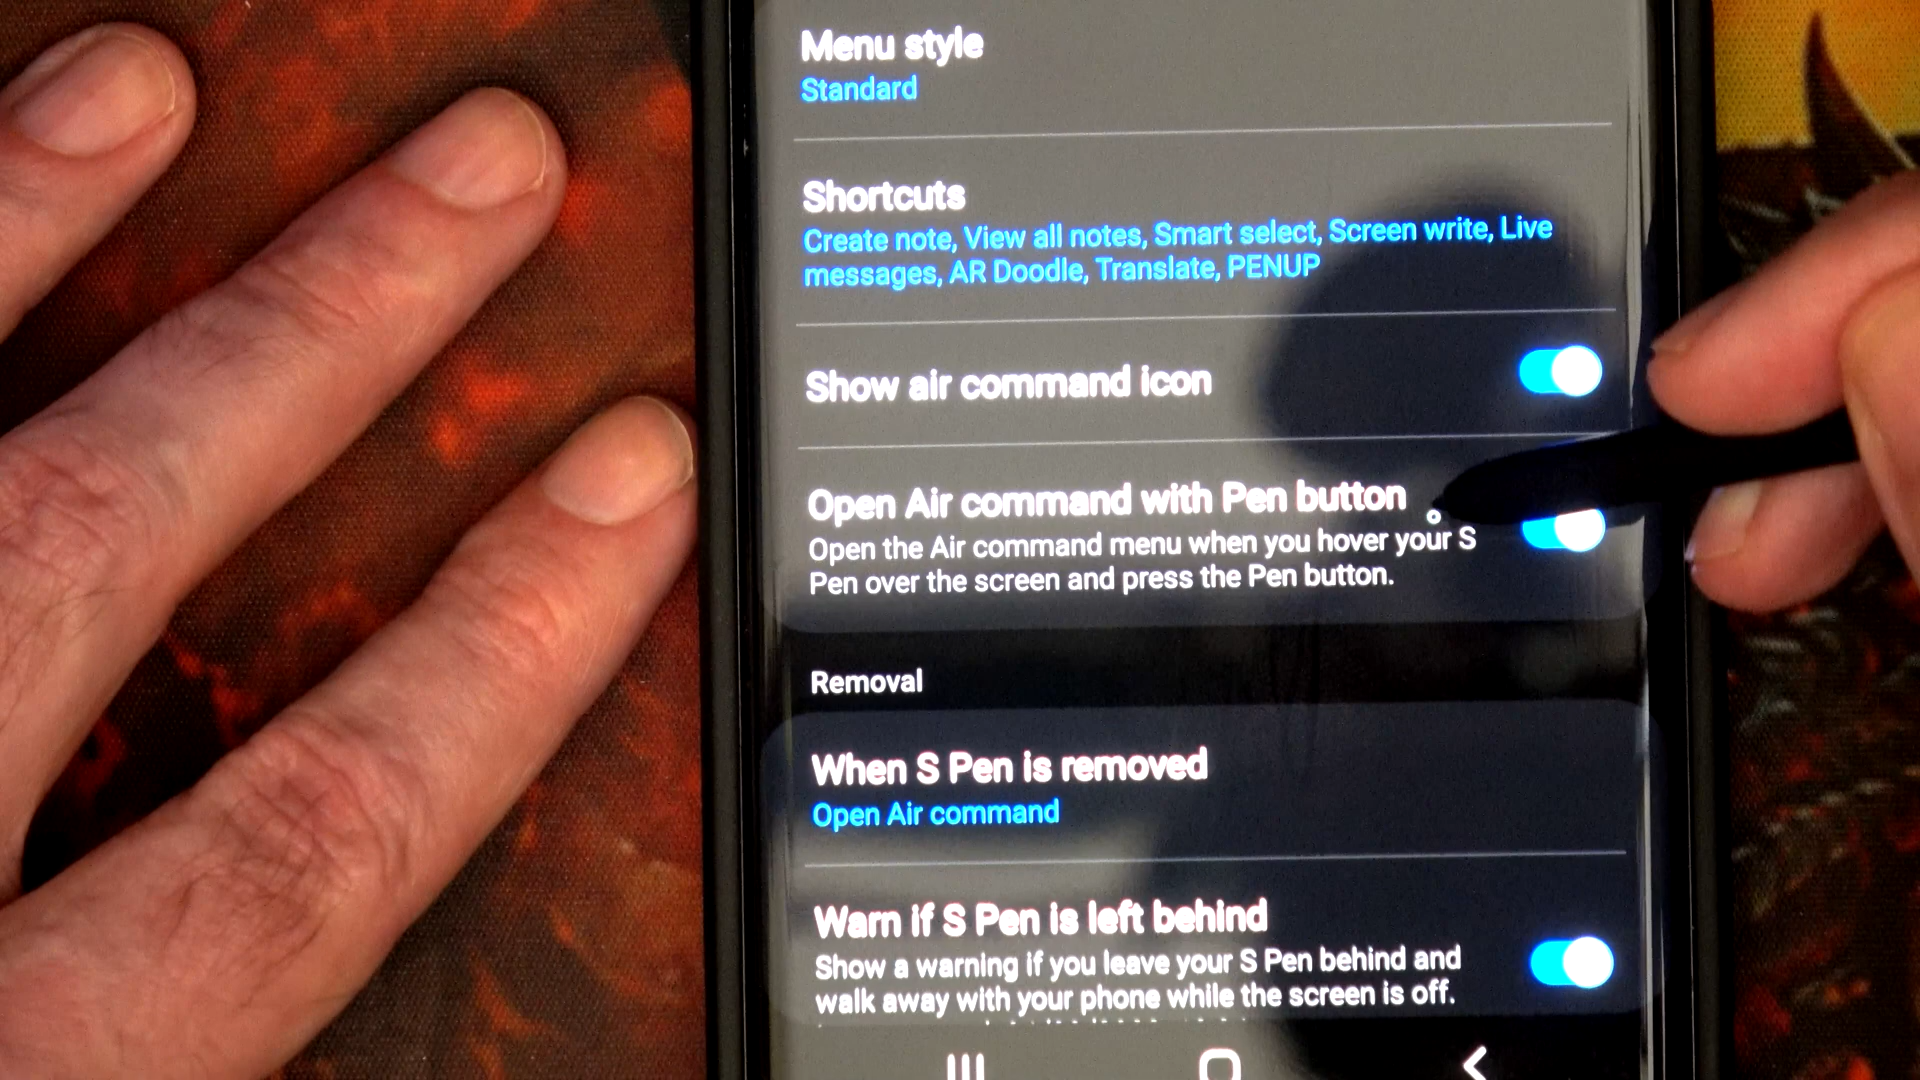 Menu style
Standard
Shortcuts
Create note, View all notes, Smart select, Screen write, Live
messages, AR Doodle, Translate, PENUP
Show air command icon
Open Air command with Pen button
Open the Air command menu when you hover your S
Pen over the screen and press the Pen button.
Removal
When S Pen is removed
Open Air command
Warn if S Pen is left behind
Show a warning if you leave your S Pen behind and
walk away with your phone while the screen is off.